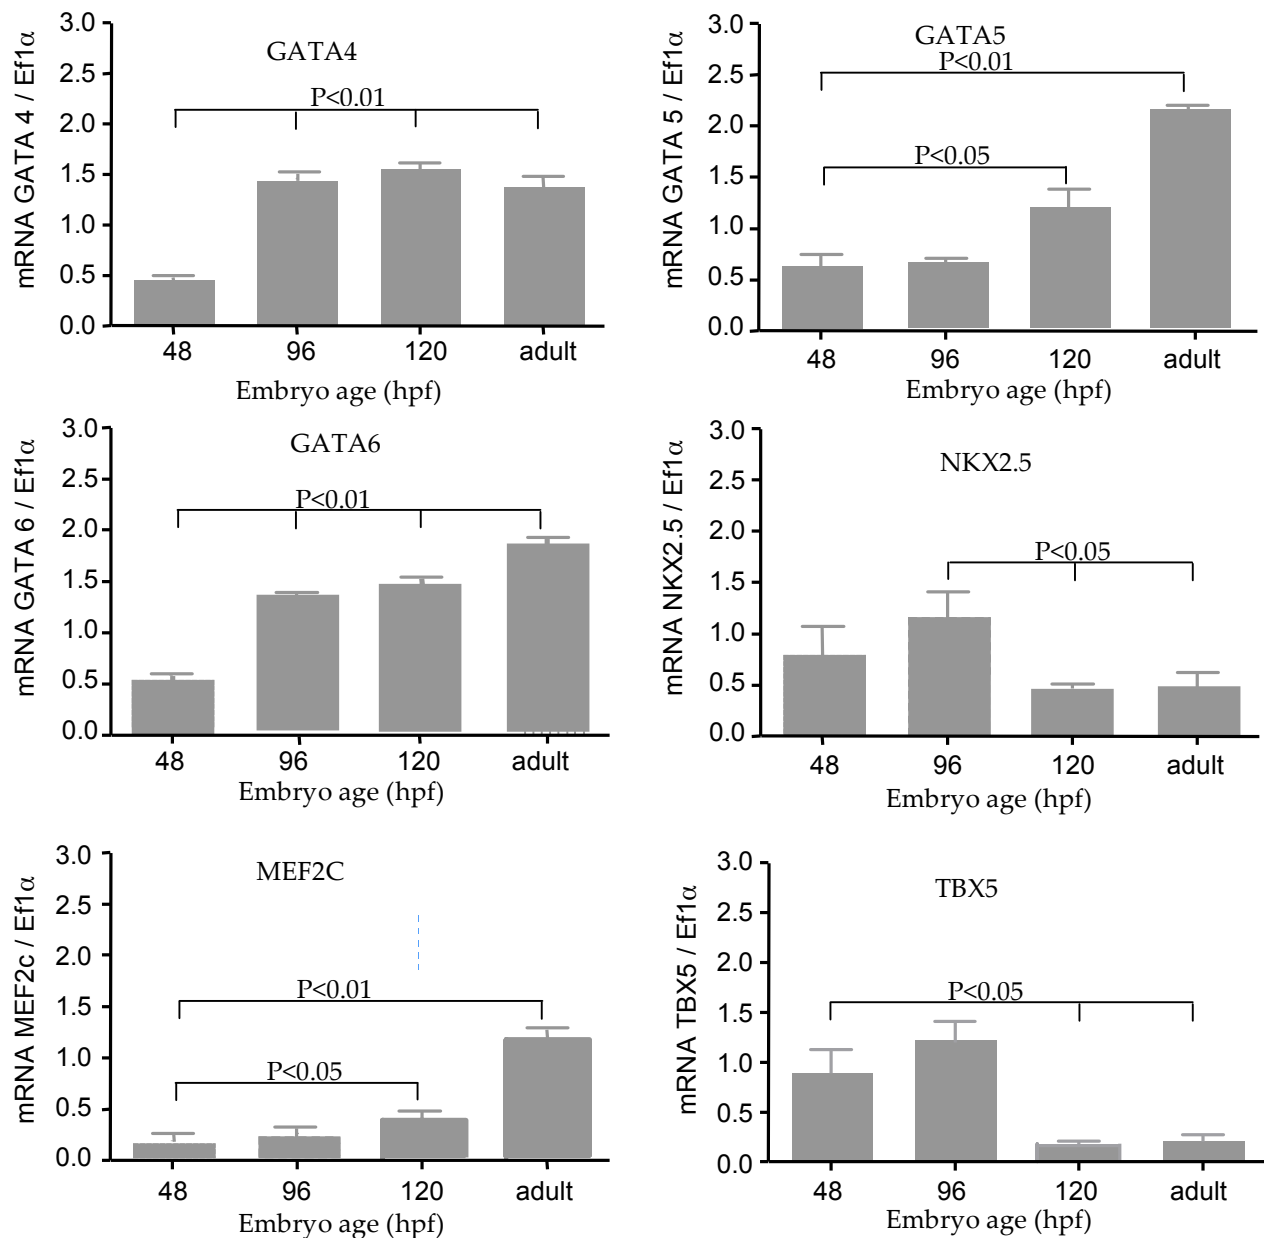 GATA4
mRNA GATA 4 / Ef1α
3.0
2.5
2.0
1.5
1.0
0.5
0.0
P<0.01
48 96 120 adult
Embryo age (hpf)
GATA5
mRNA GATA 5 / Ef1α
3.0
2.5
2.0
1.5
1.0
0.5
0.0
P<0.01
P<0.05
48 96 120 adult
Embryo age (hpf)
GATA6
mRNA GATA 6 / Ef1α
3.0
2.5
2.0
1.5
1.0
0.5
0.0
P<0.01
48 96 120 adult
Embryo age (hpf)
NKX2.5
mRNA NKX2.5 / Ef1α
3.0
2.5
2.0
1.5
1.0
0.5
0.0
P<0.05
48 96 120 adult
Embryo age (hpf)
MEF2C
mRNA MEF2c / Ef1α
3.0
2.5
2.0
1.5
1.0
0.5
0.0
P<0.01
P<0.05
48 96 120 adult
Embryo age (hpf)
TBX5
mRNA TBX5 / Ef1α
3.0
2.5
2.0
1.5
1.0
0.5
0.0
P<0.05
48 96 120 adult
Embryo age (hpf)